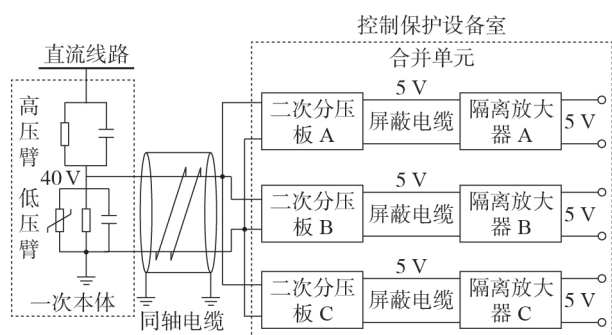 控制保护设备室
直流线路
合并单元
高压臂
40 V
低压臂
一次本体
同轴电缆
二次分压
板 A
5 V
屏蔽电缆
隔离放大
器 A
5 V
二次分压
板 B
5 V
屏蔽电缆
隔离放大
器 B
5 V
二次分压
板 C
5 V
屏蔽电缆
隔离放大
器 C
5 V